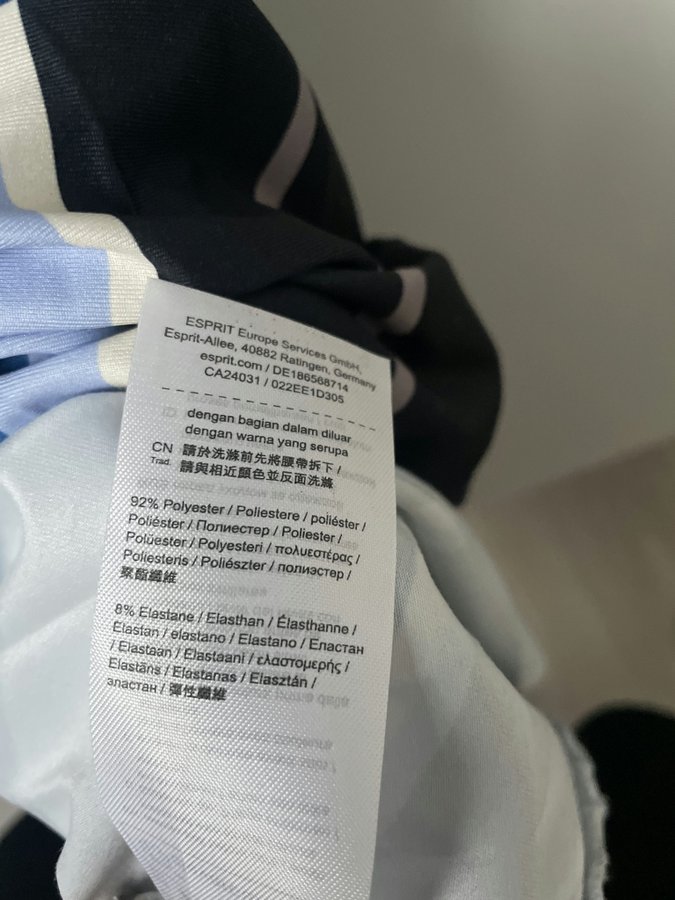 ESPRIT Europe Services GmbH,
Esprit-Allee, 40882 Ratingen, Germany
esprit.com / DE186568714
CA24031 / 022EE1D305
dengan bagian dalam diluar
dengan warna yang serupa
CN 請於洗滌前先將腰帶拆下 /
Trad. 請與相近顏色並反面洗滌
92% Polyester / Poliestere / poliéster /
Poliéster / Полиестер / Poliester /
Polüester / Polyesteri / πολυεστέρας /
Poliesteris / Poliészter / полиэстер /
聚酯纖維
8% Elastane / Elasthan / Élasthanne /
Elastan / elastano / Elastano / Еластан
/ Elastaan / Elastaani / ελαστομερής /
Elastāns / Elastanas / Elasztán /
эластан / 彈性纖維